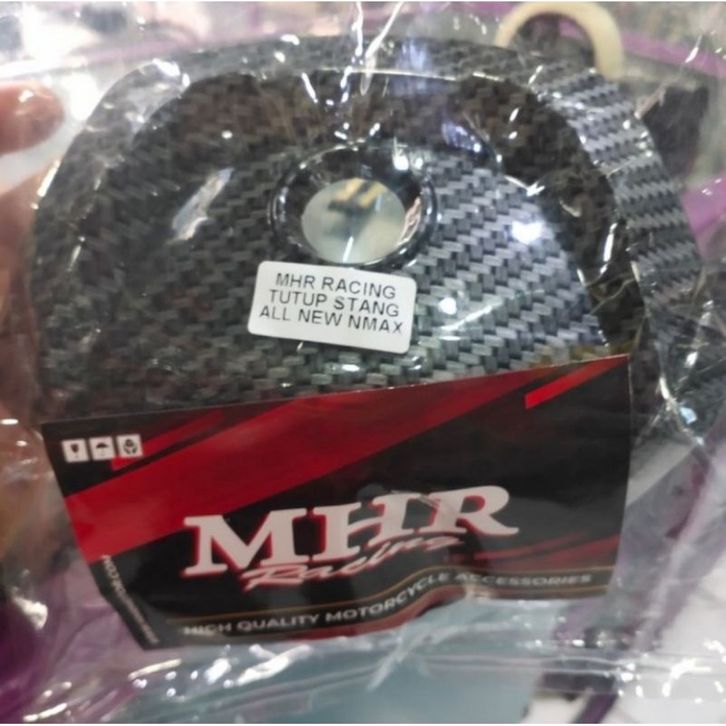 MHR RACING
TUTUP STANG
ALL NEW NMAX
MHR
Racing
HIGH QUALITY MOTORCYCLE ACCESSORIES